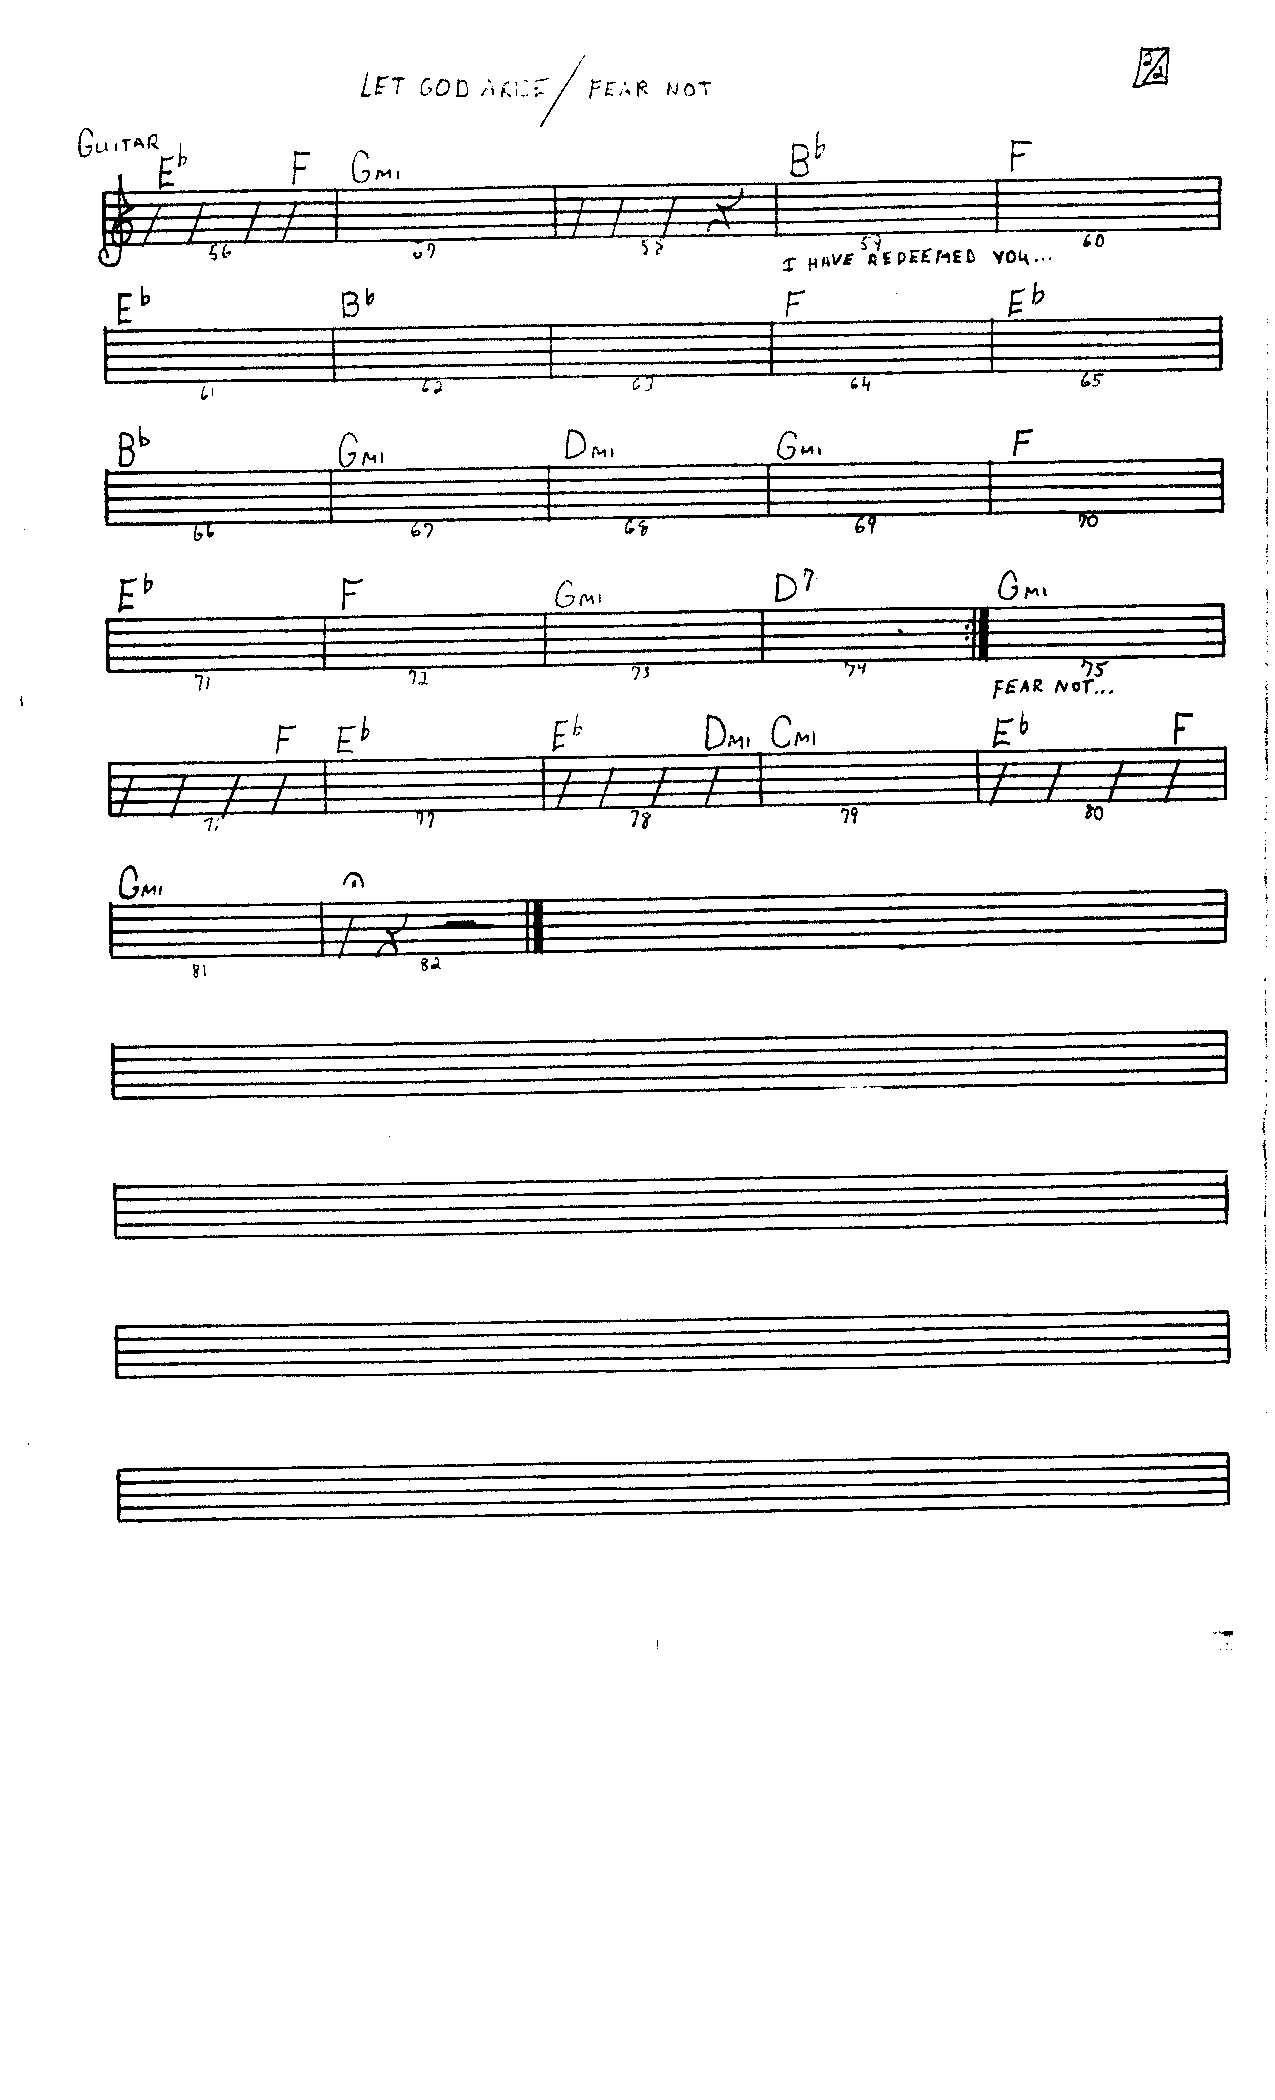 2/2
LET GOD ARISE / FEAR NOT
GUITAR
E♭ F GMI B♭ F
56 57 58 59 60
I HAVE REDEEMED YOU...
E♭ B♭ F E♭
61 62 63 64 65
B♭ GMI DMI GMI F
66 67 68 69 70
E♭ F GMI D7 GMI
71 72 73 74 75
FEAR NOT...
F E♭ E♭ DMI CMI E♭ F
77 78 79 80
GMI
81 82